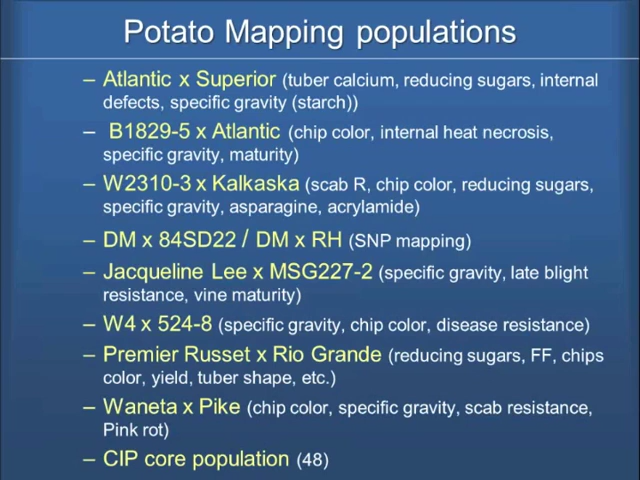 Potato Mapping populations
– Atlantic x Superior (tuber calcium, reducing sugars, internal
defects, specific gravity (starch))
– B1829-5 x Atlantic (chip color, internal heat necrosis,
specific gravity, maturity)
– W2310-3 x Kalkaska (scab R, chip color, reducing sugars,
specific gravity, asparagine, acrylamide)
– DM x 84SD22 / DM x RH (SNP mapping)
– Jacqueline Lee x MSG227-2 (specific gravity, late blight
resistance, vine maturity)
– W4 x 524-8 (specific gravity, chip color, disease resistance)
– Premier Russet x Rio Grande (reducing sugars, FF, chips
color, yield, tuber shape, etc.)
– Waneta x Pike (chip color, specific gravity, scab resistance,
Pink rot)
– CIP core population (48)